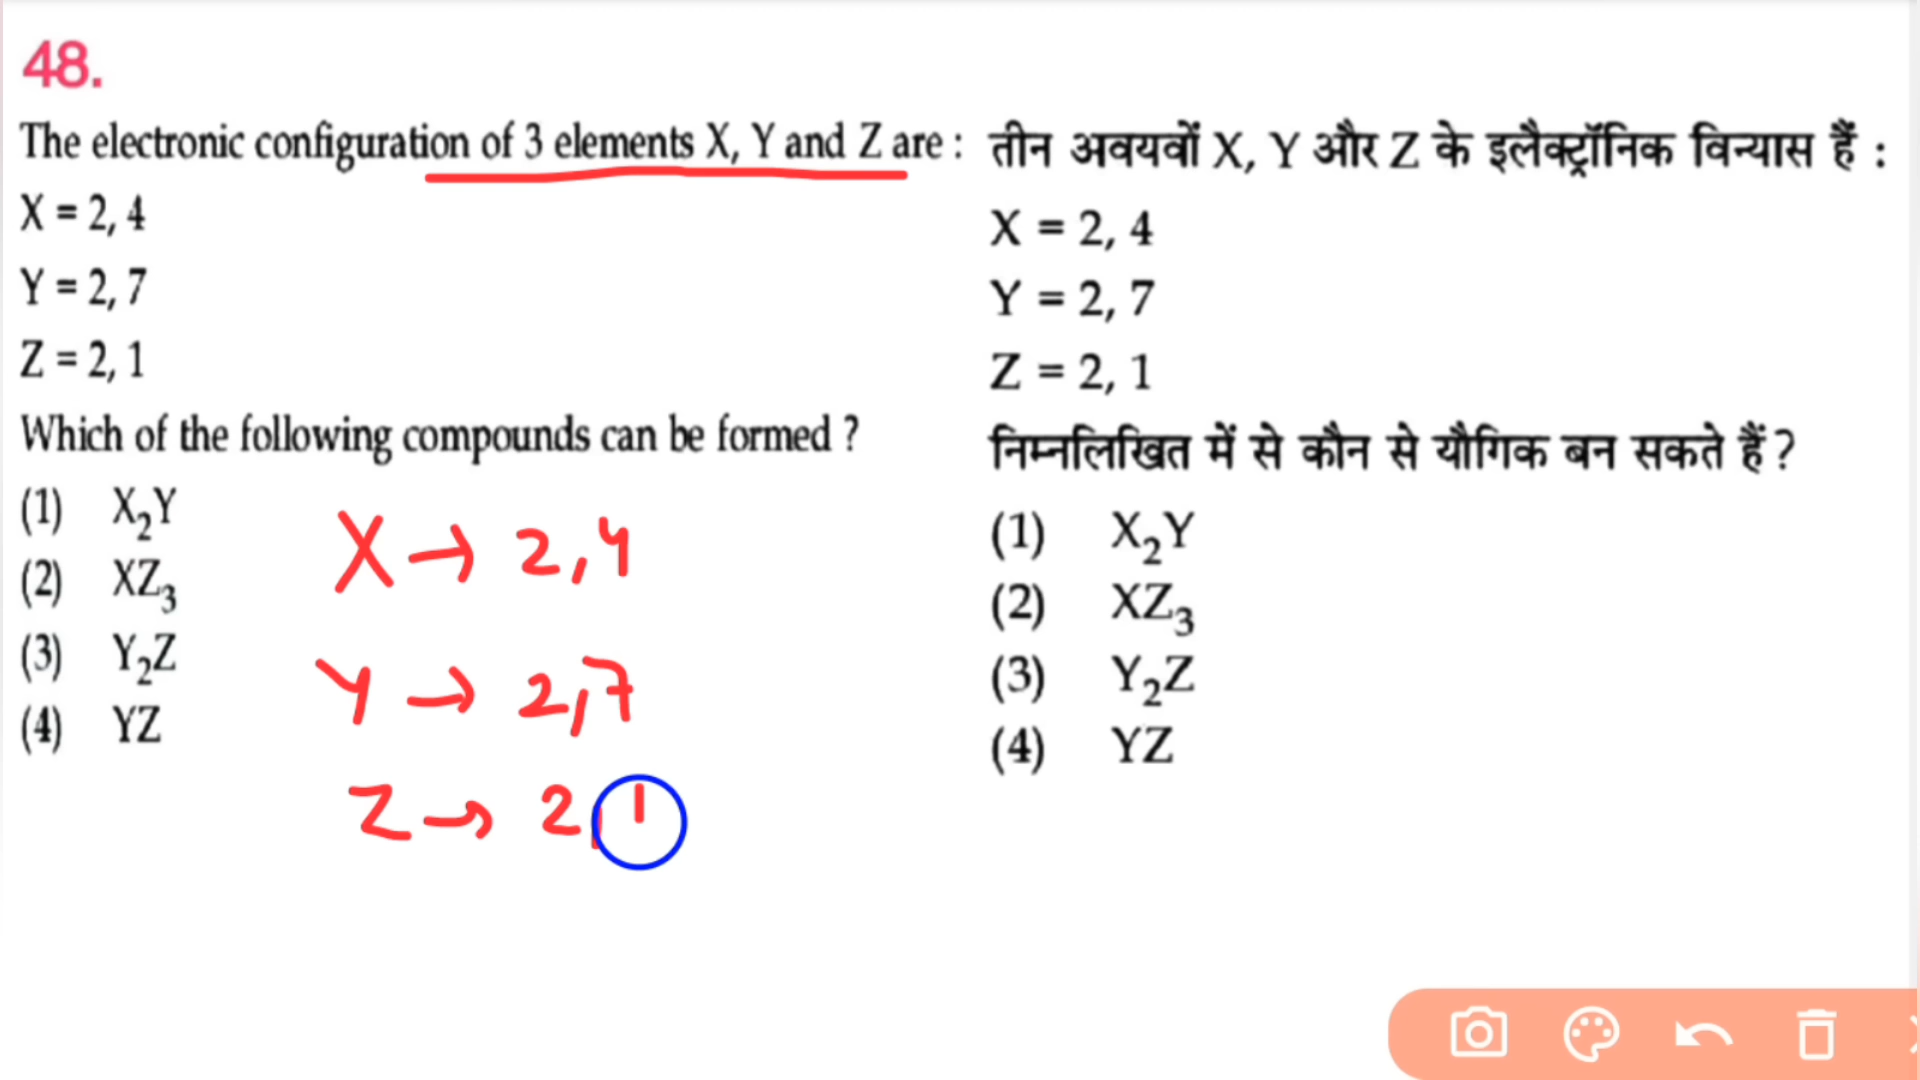 48.
The electronic configuration of 3 elements X, Y and Z are :
X = 2, 4
Y = 2, 7
Z = 2, 1
Which of the following compounds can be formed ?
(1) X₂Y
(2) XZ₃
(3) Y₂Z
(4) YZ
X → 2,4
Y → 2,7
Z → 2,1
तीन अवयवों X, Y और Z के इलैक्ट्रॉनिक विन्यास हैं :
X = 2, 4
Y = 2, 7
Z = 2, 1
निम्नलिखित में से कौन से यौगिक बन सकते हैं ?
(1) X₂Y
(2) XZ₃
(3) Y₂Z
(4) YZ